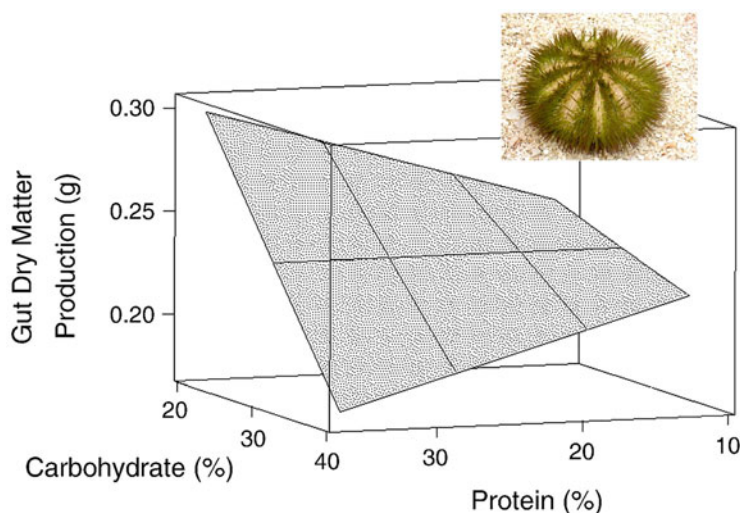 Gut Dry Matter
Production (g)
0.30
0.25
0.20
20
30
40
Carbohydrate (%)
30
20
10
Protein (%)